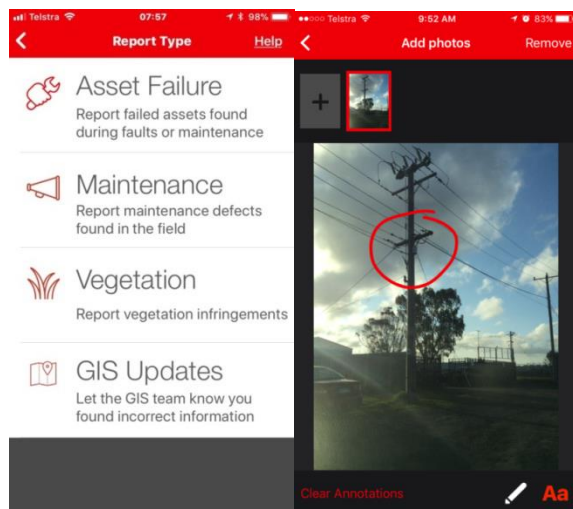 Telstra 07:57 98%
Report Type Help
Asset Failure
Report failed assets found
during faults or maintenance
Maintenance
Report maintenance defects
found in the field
Vegetation
Report vegetation infringements
GIS Updates
Let the GIS team know you
found incorrect information
Telstra 9:52 AM 83%
Add photos Remove
+
Clear Annotations Aa